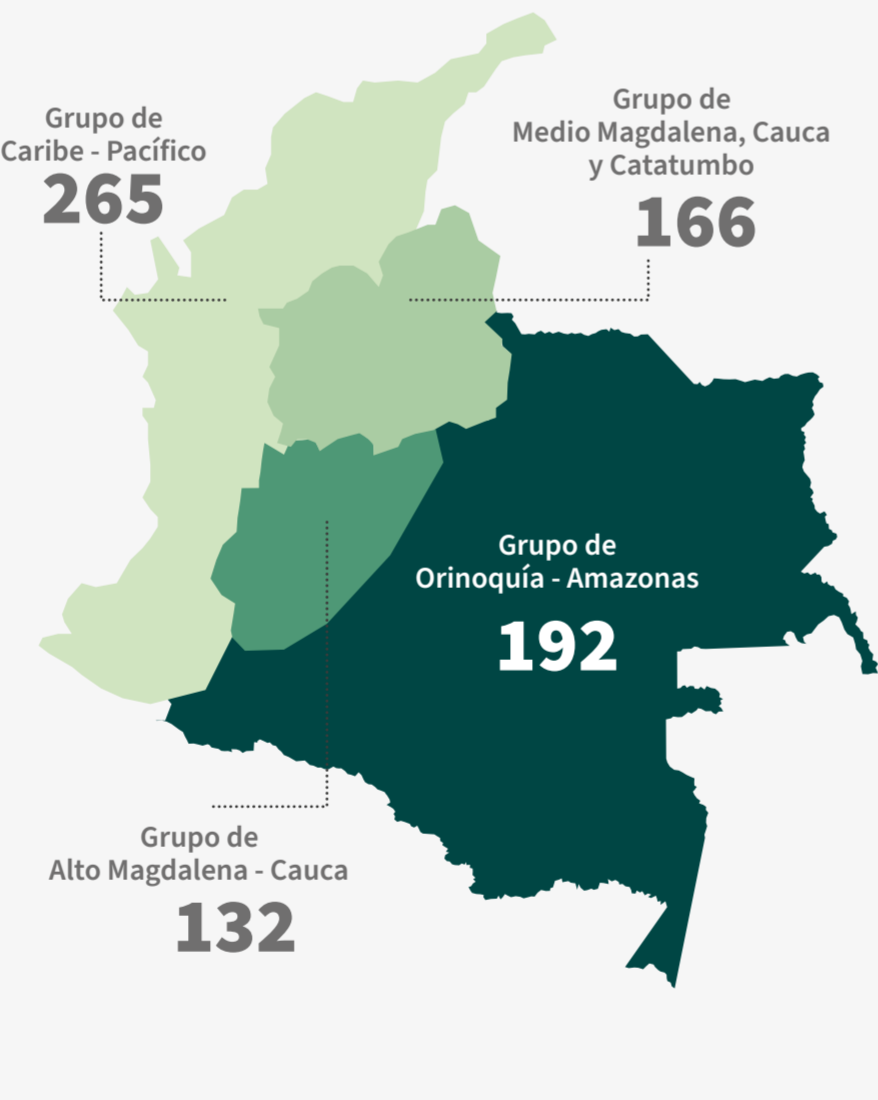 Grupo de
Caribe - Pacífico
265
Grupo de
Medio Magdalena, Cauca
y Catatumbo
166
Grupo de
Orinoquía - Amazonas
192
Grupo de
Alto Magdalena - Cauca
132